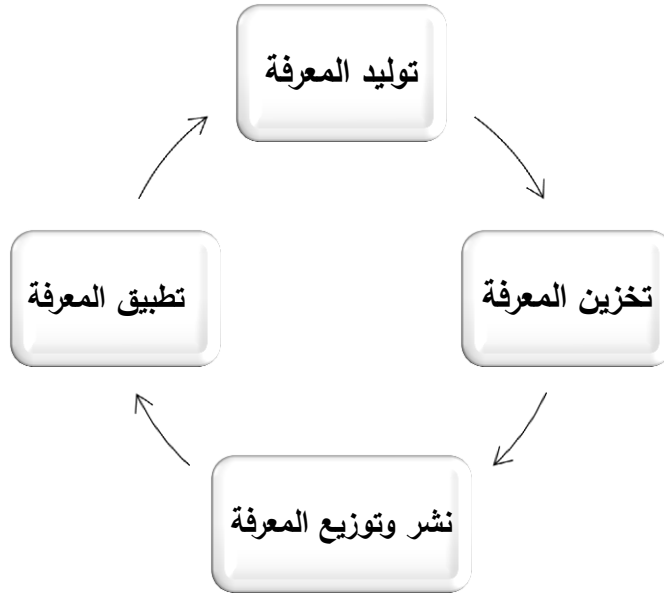 توليد المعرفة
تخزين المعرفة
نشر وتوزيع المعرفة
تطبيق المعرفة